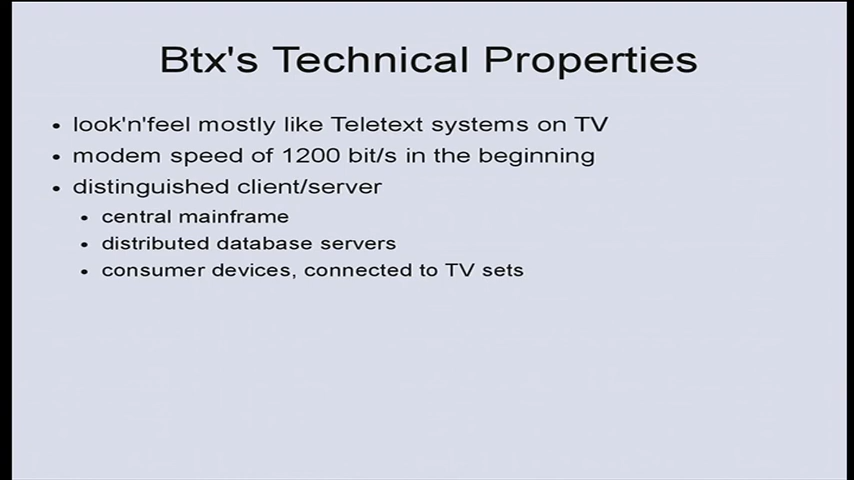 Btx's Technical Properties
look'n'feel mostly like Teletext systems on TV
modem speed of 1200 bit/s in the beginning
distinguished client/server
central mainframe
distributed database servers
consumer devices, connected to TV sets